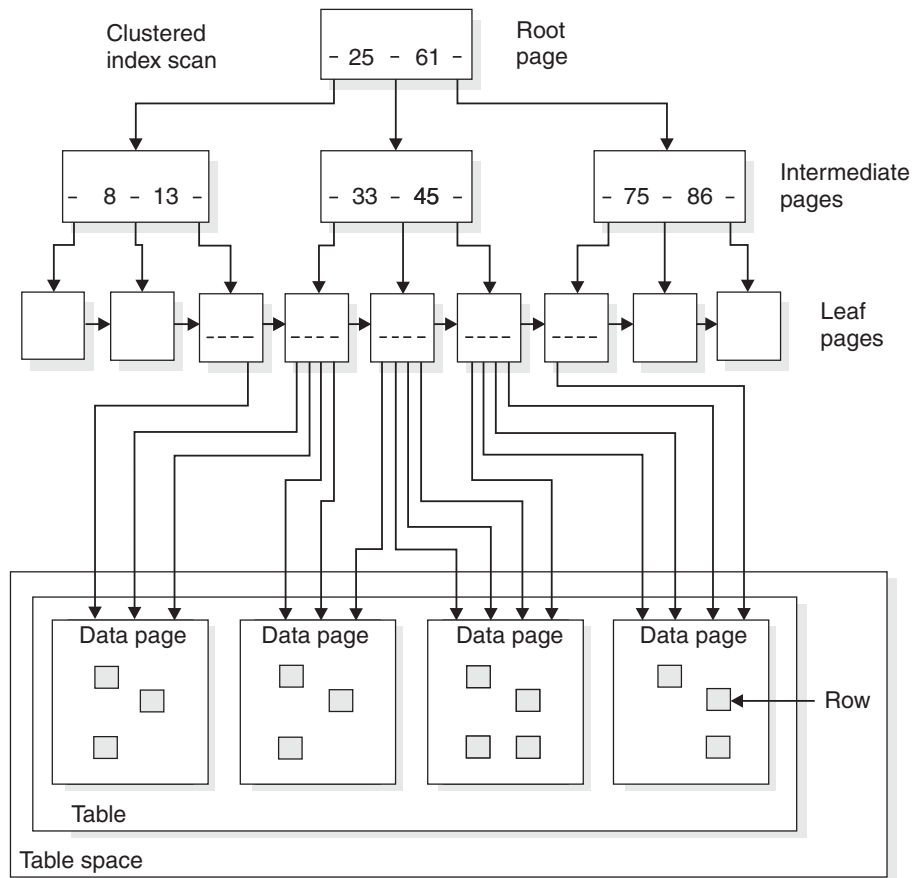 Clustered
index scan
Root
page
- 25 - 61 -
- 8 - 13 -
- 33 - 45 -
- 75 - 86 -
Intermediate
pages
Leaf
pages
----
----
----
----
----
Data page
Data page
Data page
Data page
Row
Table
Table space